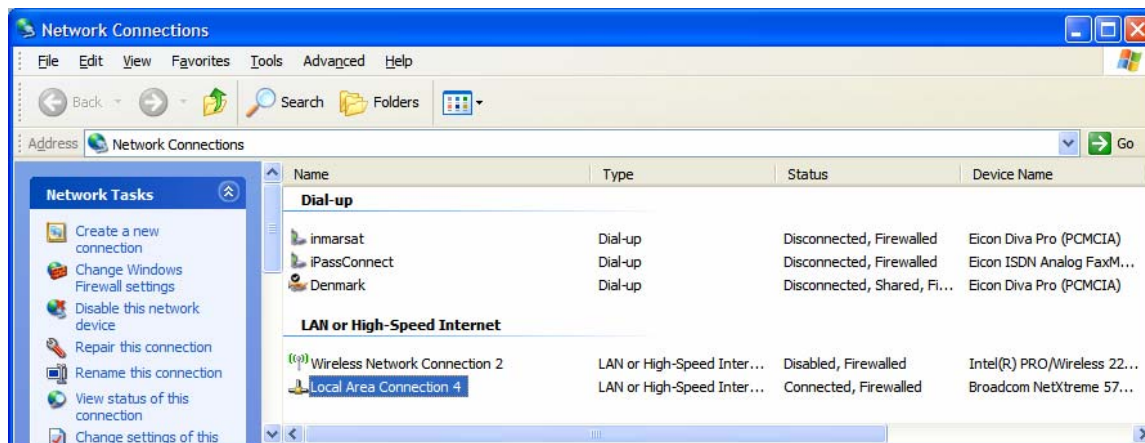 Network Connections
File Edit View Favorites Tools Advanced Help
Back Search Folders
Address Network Connections Go
Network Tasks
Create a new
connection
Change Windows
Firewall settings
Disable this network
device
Repair this connection
Rename this connection
View status of this
connection
Change settings of this
Name Type Status Device Name
Dial-up
inmarsat Dial-up Disconnected, Firewalled Eicon Diva Pro (PCMCIA)
iPassConnect Dial-up Disconnected, Firewalled Eicon ISDN Analog FaxM...
Denmark Dial-up Disconnected, Shared, Fi... Eicon Diva Pro (PCMCIA)
LAN or High-Speed Internet
Wireless Network Connection 2 LAN or High-Speed Inter... Disabled, Firewalled Intel(R) PRO/Wireless 22...
Local Area Connection 4 LAN or High-Speed Inter... Connected, Firewalled Broadcom NetXtreme 57...